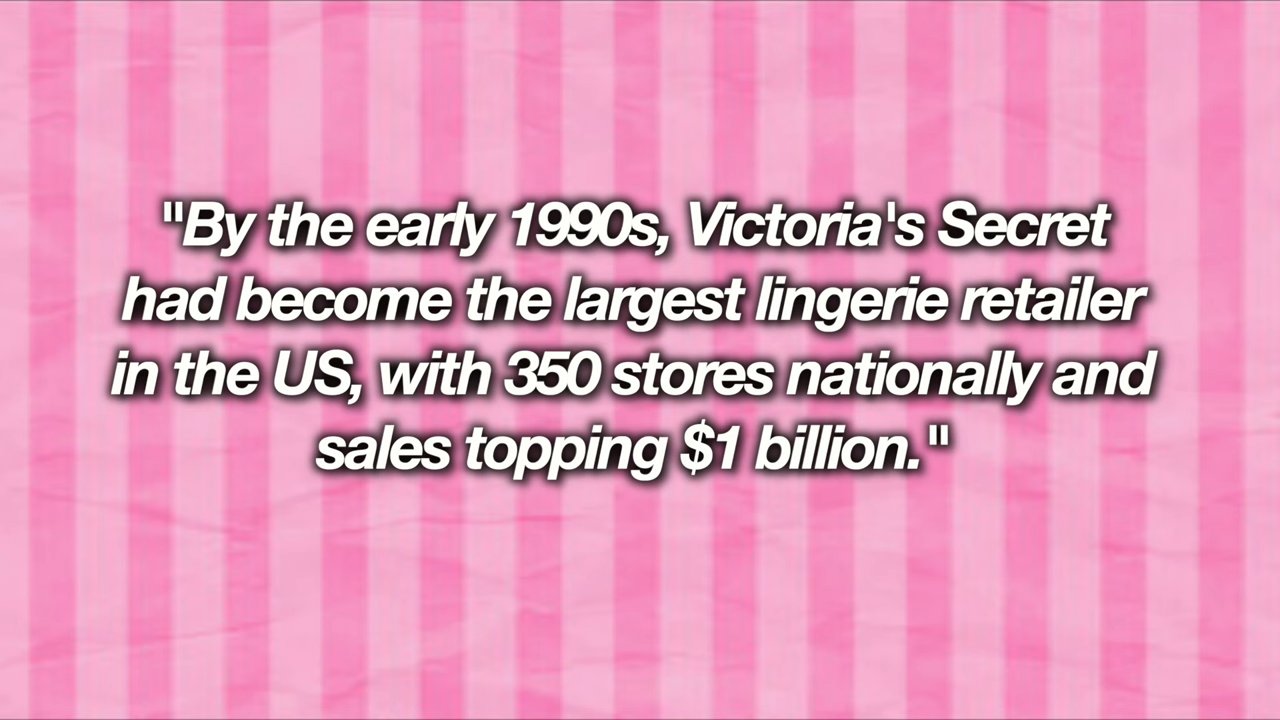 "By the early 1990s, Victoria's Secret
had become the largest lingerie retailer
in the US, with 350 stores nationally and
sales topping $1 billion."